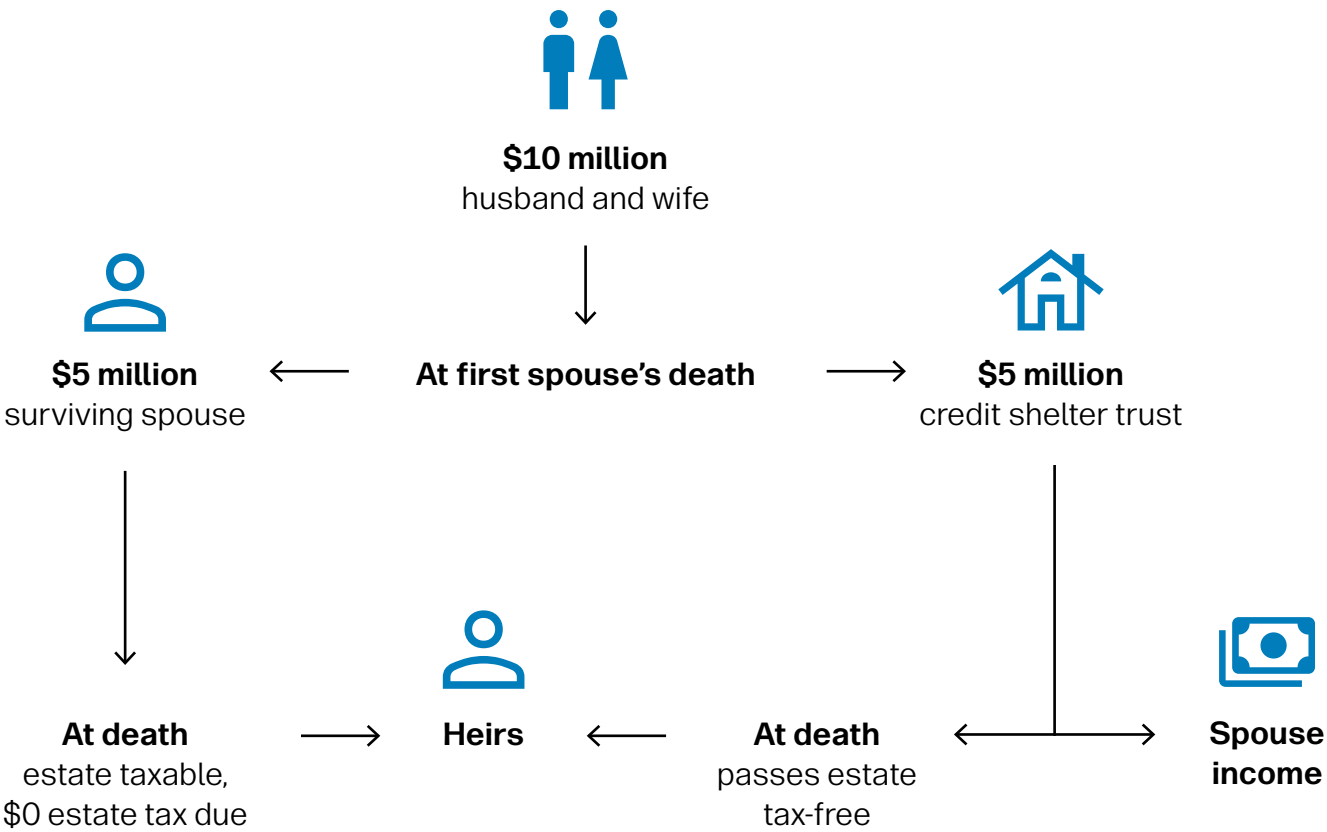 $10 million
husband and wife
$5 million
surviving spouse
At first spouse's death
$5 million
credit shelter trust
At death
estate taxable,
$0 estate tax due
Heirs
At death
passes estate
tax-free
Spouse
income